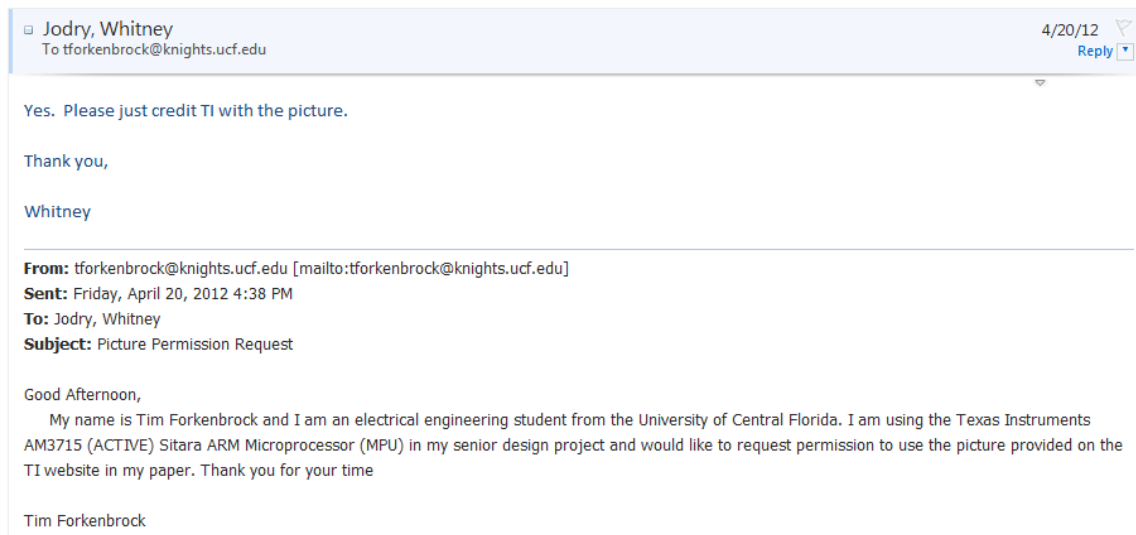 Jodry, Whitney
4/20/12
To tforkenbrock@knights.ucf.edu
Reply
Yes. Please just credit TI with the picture.
Thank you,
Whitney
From: tforkenbrock@knights.ucf.edu [mailto:tforkenbrock@knights.ucf.edu]
Sent: Friday, April 20, 2012 4:38 PM
To: Jodry, Whitney
Subject: Picture Permission Request
Good Afternoon,
My name is Tim Forkenbrock and I am an electrical engineering student from the University of Central Florida. I am using the Texas Instruments
AM3715 (ACTIVE) Sitara ARM Microprocessor (MPU) in my senior design project and would like to request permission to use the picture provided on the
TI website in my paper. Thank you for your time
Tim Forkenbrock